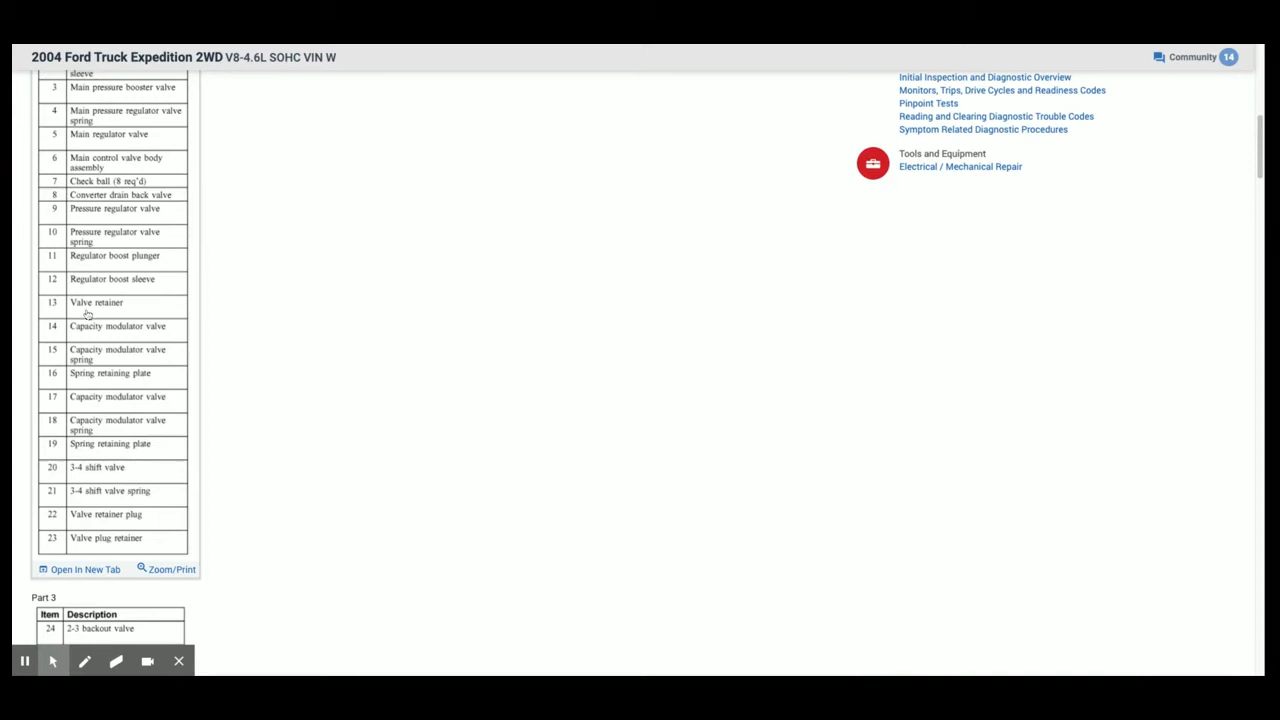 2004 Ford Truck Expedition 2WD V8-4.6L SOHC VIN W
Community 14
sleeve
3 Main pressure booster valve
4 Main pressure regulator valve
spring
5 Main regulator valve
6 Main control valve body
assembly
7 Check ball (8 req'd)
8 Converter drain back valve
9 Pressure regulator valve
10 Pressure regulator valve
spring
11 Regulator boost plunger
12 Regulator boost sleeve
13 Valve retainer
14 Capacity modulator valve
15 Capacity modulator valve
spring
16 Spring retaining plate
17 Capacity modulator valve
18 Capacity modulator valve
spring
19 Spring retaining plate
20 3-4 shift valve
21 3-4 shift valve spring
22 Valve retainer plug
23 Valve plug retainer
Open In New Tab Zoom/Print
Part 3
Item Description
24 2-3 backout valve
Initial Inspection and Diagnostic Overview
Monitors, Trips, Drive Cycles and Readiness Codes
Pinpoint Tests
Reading and Clearing Diagnostic Trouble Codes
Symptom Related Diagnostic Procedures
Tools and Equipment
Electrical / Mechanical Repair